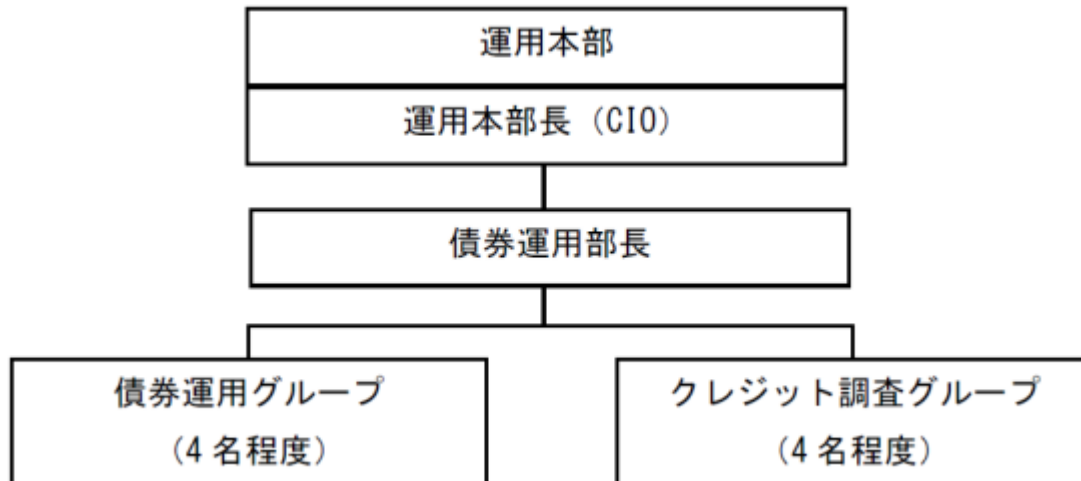 運用本部
運用本部長（CIO）
債券運用部長
債券運用グループ
（4 名程度）
クレジット調査グループ
（4 名程度）